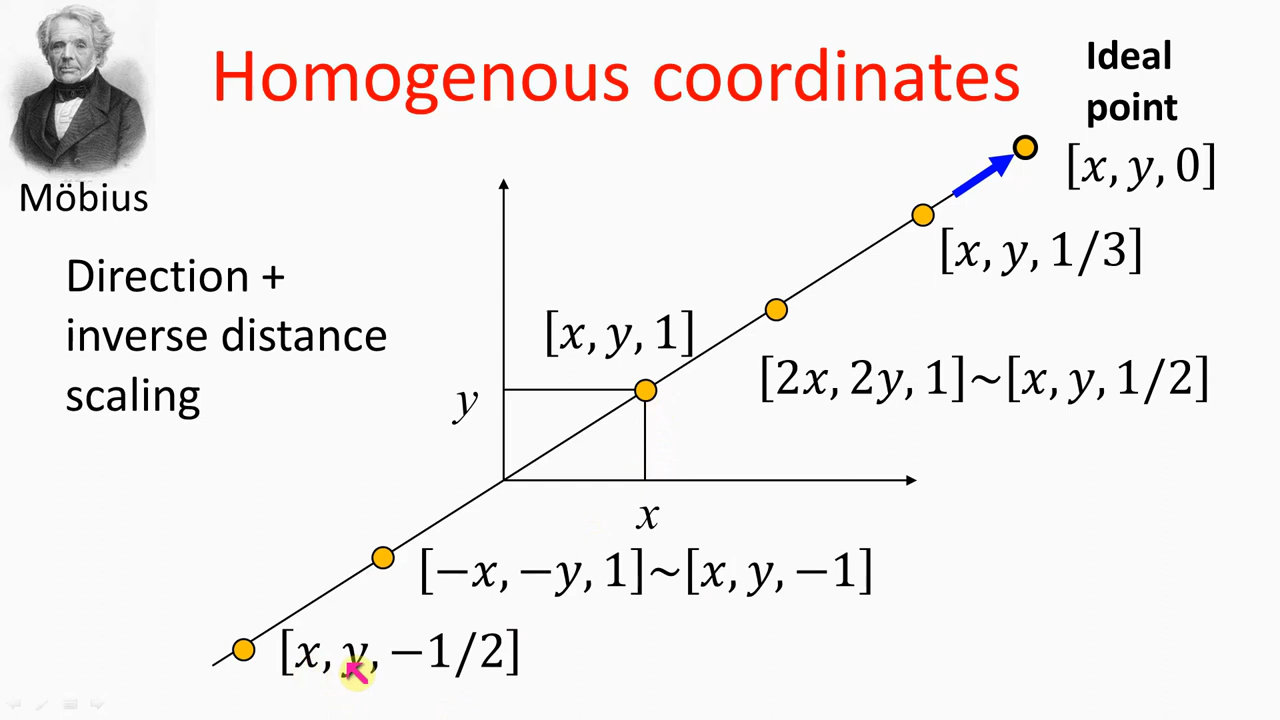 Homogenous coordinates
Ideal
point
[x, y, 0]
Möbius
[x, y, 1/3]
Direction +
inverse distance
scaling
[x, y, 1]
[2x, 2y, 1]~[x, y, 1/2]
y
x
[−x, −y, 1]~[x, y, −1]
[x, y, −1/2]